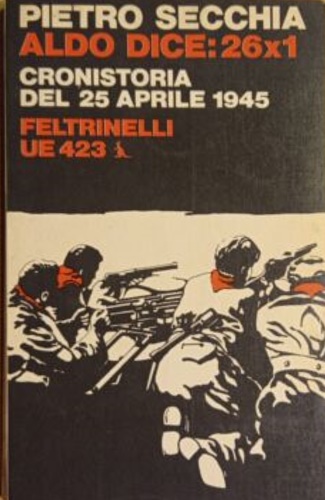 PIETRO SECCHIA
ALDO DICE: 26x1
CRONISTORIA
DEL 25 APRILE 1945
FELTRINELLI
UE 423